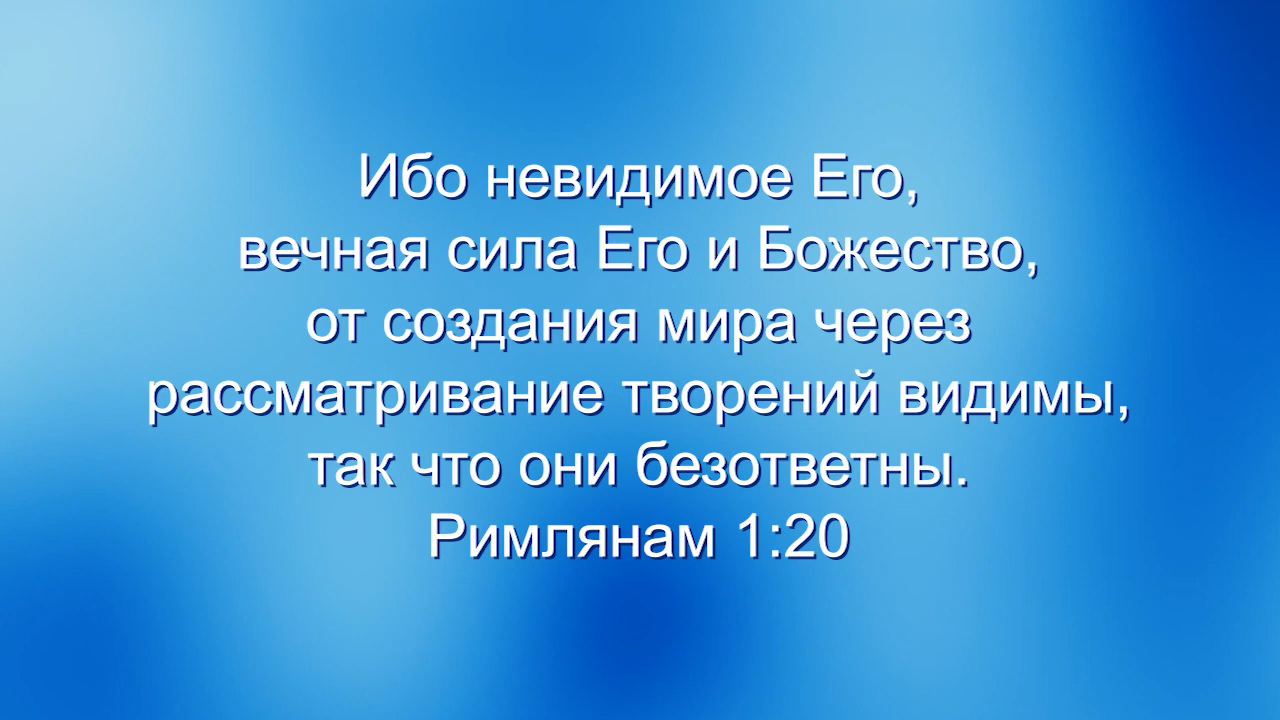 Ибо невидимое Его,
вечная сила Его и Божество,
от создания мира через
рассматривание творений видимы,
так что они безответны.
Римлянам 1:20